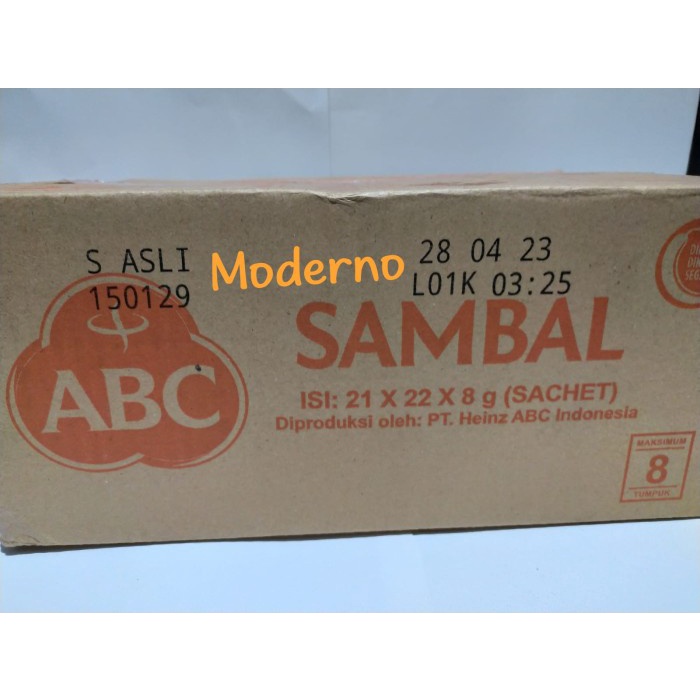 S ASLI
150129
Moderno
28 04 23
L01K 03:25
ABC
SAMBAL
ISI: 21 X 22 X 8 g (SACHET)
Diproduksi oleh: PT. Heinz ABC Indonesia
MAKSIMUM
8
TUMPUK